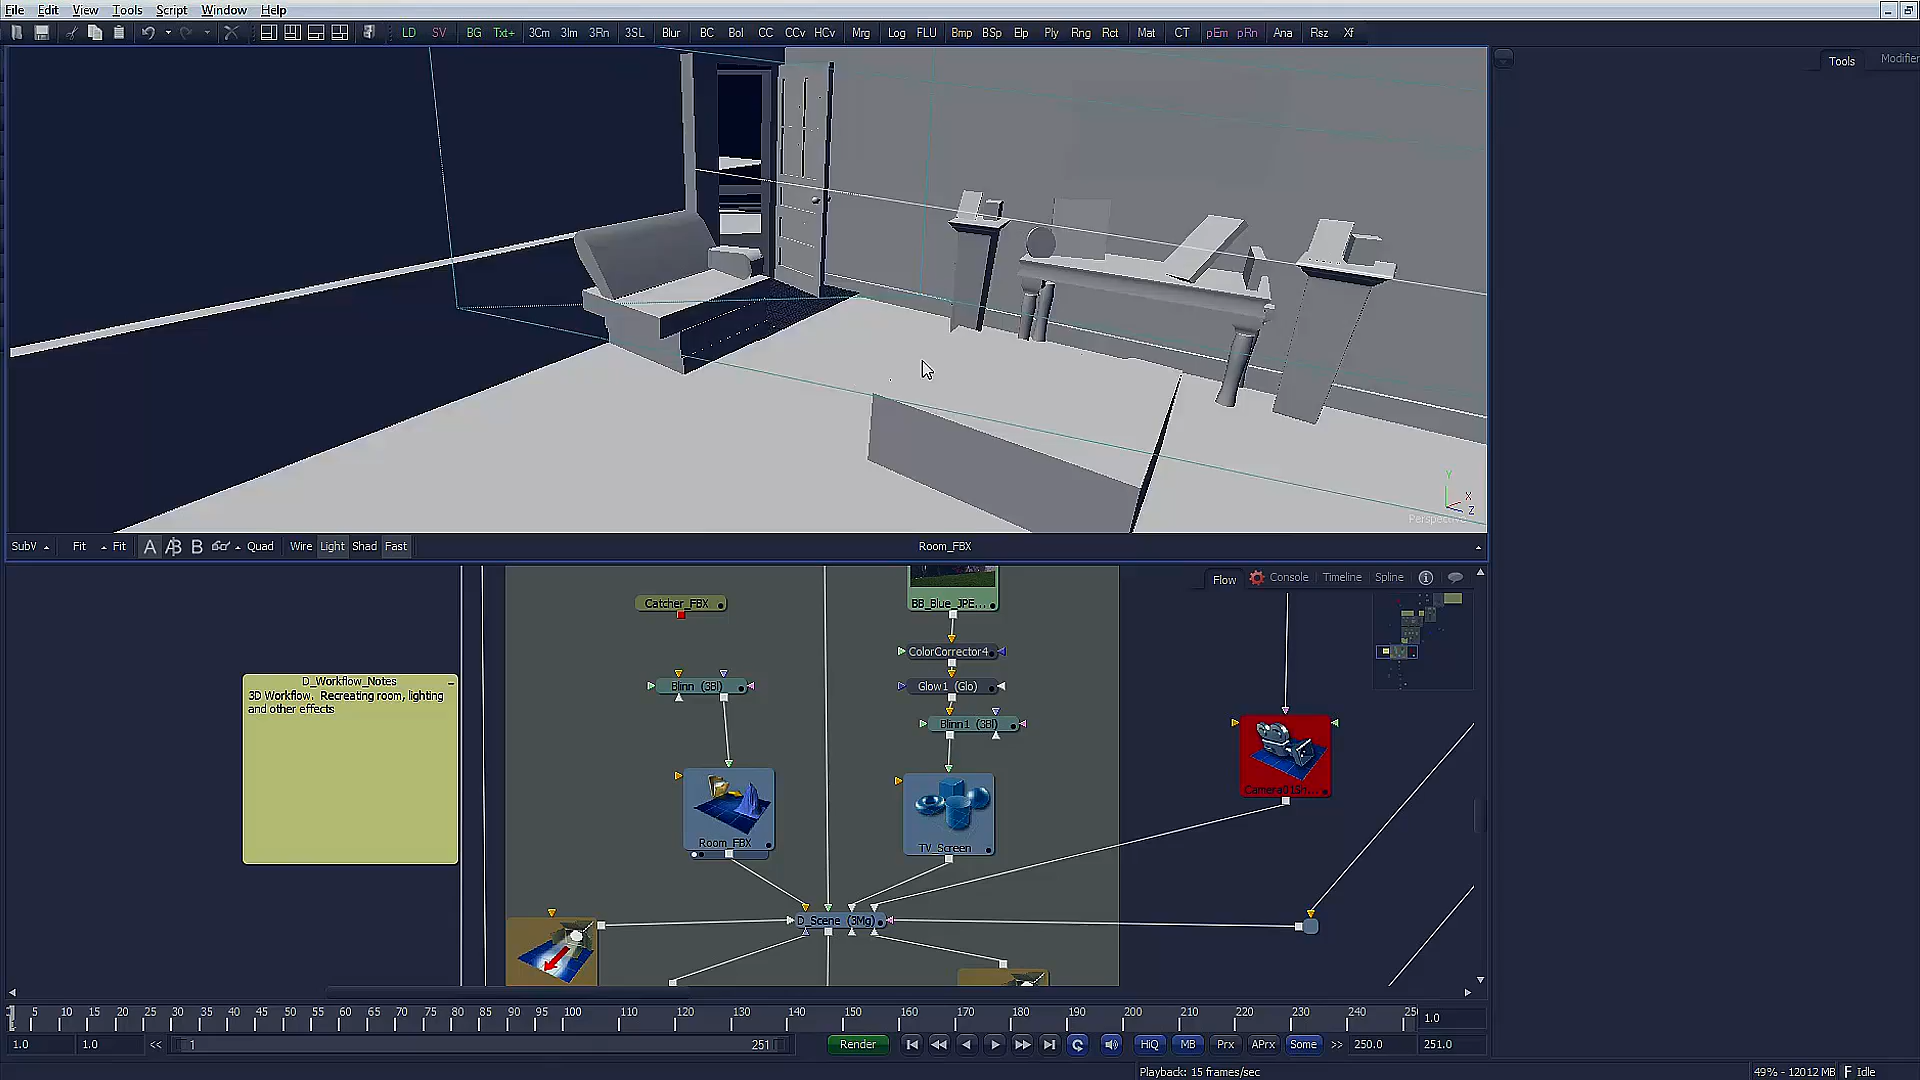 File Edit View Tools Script Window Help
LD SV BG Txt+ 3Cm 3Im 3Rn 3SL Blur BC Bol CC CCv HCv Mrg Log FLU Bmp BSp Elp Ply Rng Rct Mat CT pEm pRn Ana Rsz Xf
Tools Modifier
Y
X
Z
Perspective
SubV Fit Fit A B Quad Wire Light Shad Fast Room_FBX
Flow Console Timeline Spline
Catcher_FBX
BB_Blue_JPE...
ColorCorrector4
D_Workflow_Notes
3D Workflow. Recreating room, lighting
and other effects
Blinn (3Bl)
Glow1 (Glo)
Blinn1 (3Bl)
Camera01Sh...
Room_FBX
TV_Screen
D_Scene (3Mg)
5 10 15 20 25 30 35 40 45 50 55 60 65 70 75 80 85 90 95 100 110 120 130 140 150 160 170 180 190 200 210 220 230 240 25 1.0
1.0 1.0 << 1 251 Render HiQ MB Prx APrx Some >> 250.0 251.0
Playback: 15 frames/sec 49% - 12012 MB Idle